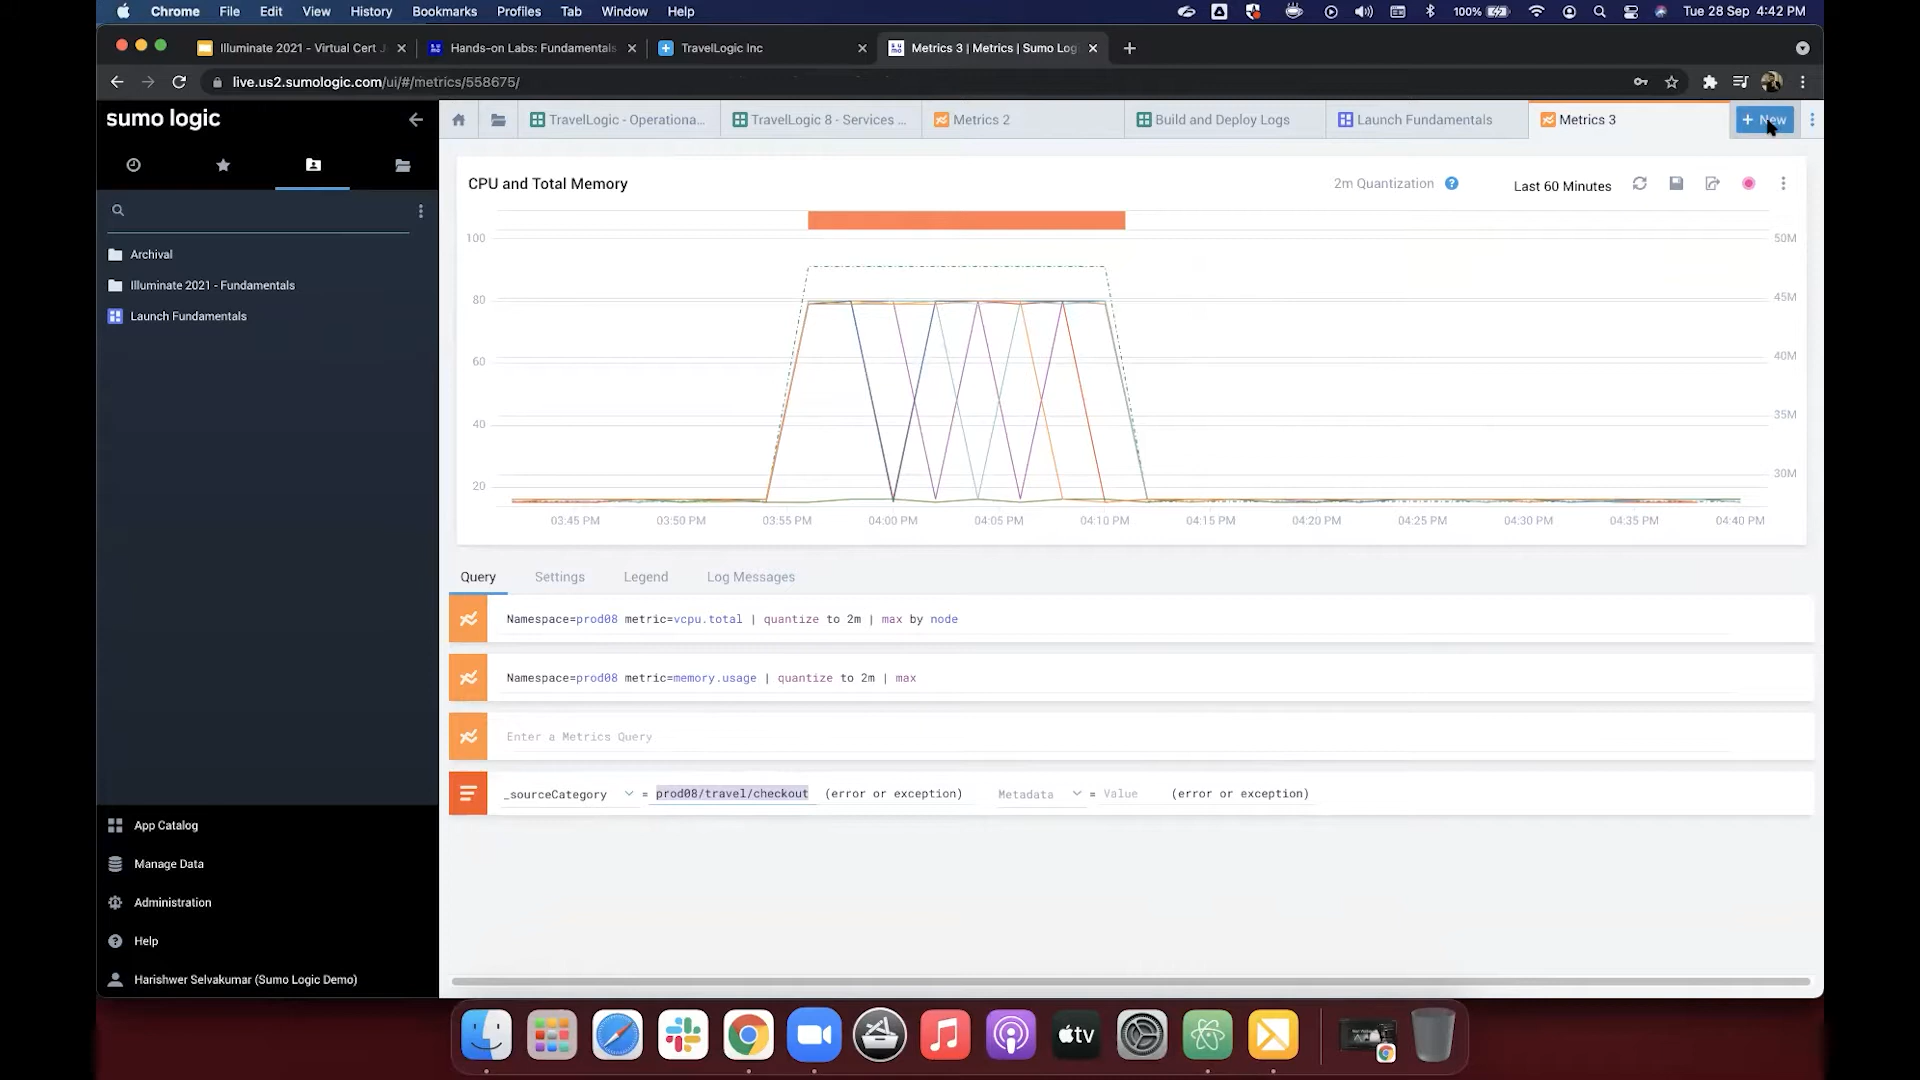 Chrome File Edit View History Bookmarks Profiles Tab Window Help 100% Tue 28 Sep 4:42 PM
Illuminate 2021 - Virtual Cert J Hands-on Labs: Fundamentals TravelLogic Inc Metrics 3 | Metrics | Sumo Log
live.us2.sumologic.com/ui/#/metrics/558675/
sumo logic
TravelLogic - Operationa... TravelLogic 8 - Services ... Metrics 2 Build and Deploy Logs Launch Fundamentals Metrics 3 + New
Archival
Illuminate 2021 - Fundamentals
Launch Fundamentals
App Catalog
Manage Data
Administration
Help
Harishwer Selvakumar (Sumo Logic Demo)
CPU and Total Memory 2m Quantization ? Last 60 Minutes
100 50M
80 45M
60 40M
40 35M
20 30M
03:45 PM 03:50 PM 03:55 PM 04:00 PM 04:05 PM 04:10 PM 04:15 PM 04:20 PM 04:25 PM 04:30 PM 04:35 PM 04:40 PM
Query Settings Legend Log Messages
Namespace=prod08 metric=vcpu.total | quantize to 2m | max by node
Namespace=prod08 metric=memory.usage | quantize to 2m | max
Enter a Metrics Query
_sourceCategory = prod08/travel/checkout (error or exception) Metadata = Value (error or exception)
tv